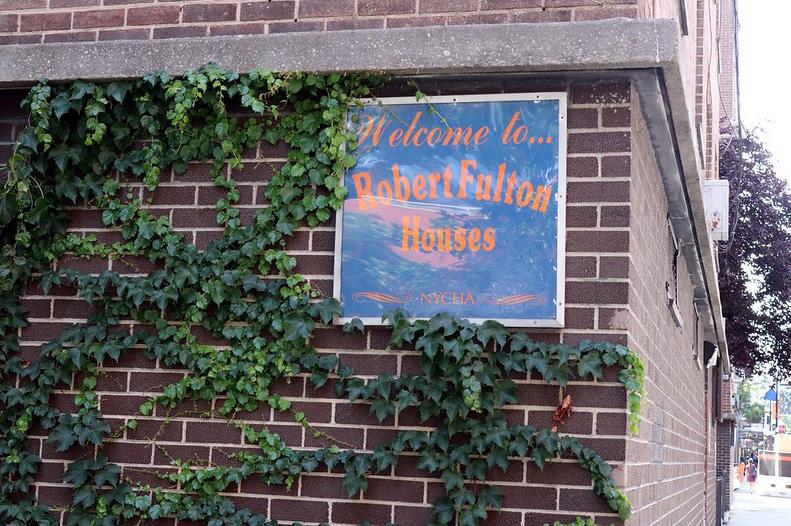 Welcome to...
Robert Fulton
Houses
NYCHA